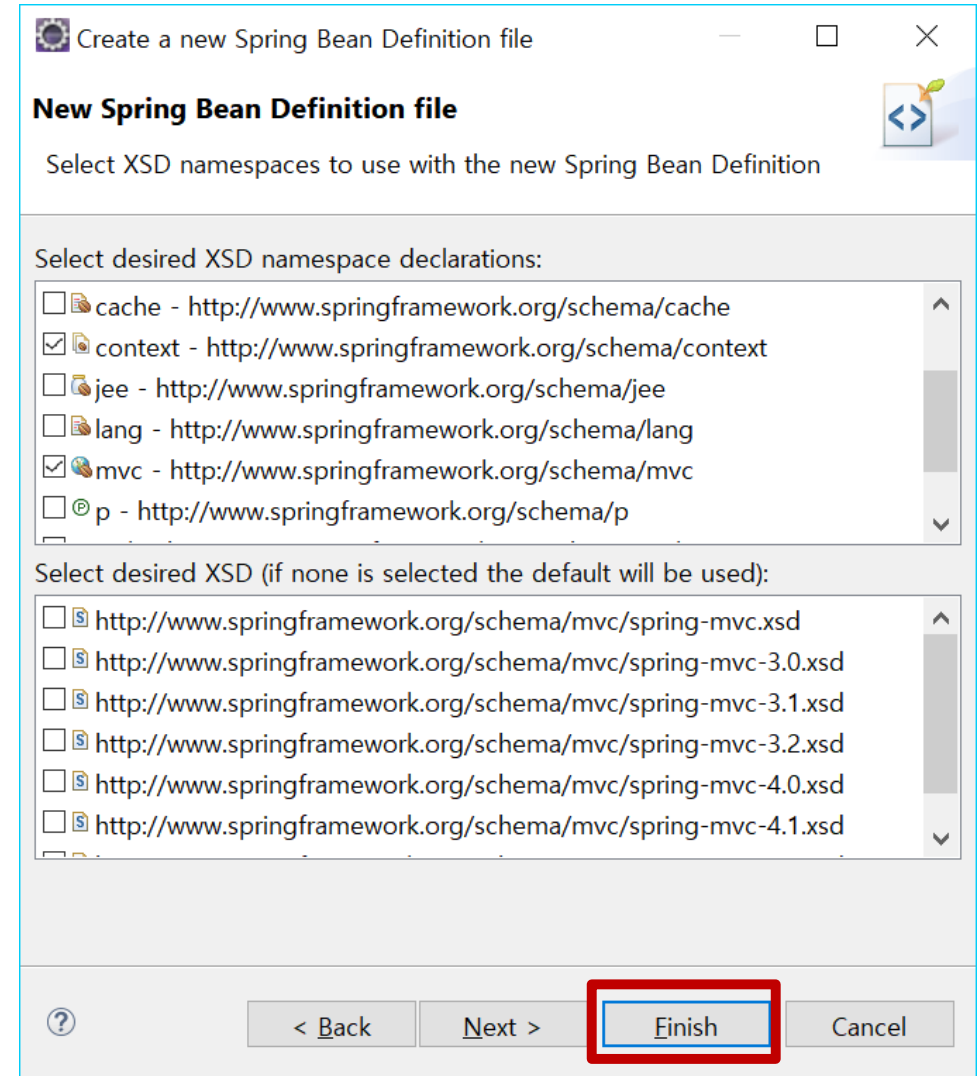 Create a new Spring Bean Definition file
New Spring Bean Definition file
Select XSD namespaces to use with the new Spring Bean Definition
Select desired XSD namespace declarations:
cache - http://www.springframework.org/schema/cache
context - http://www.springframework.org/schema/context
jee - http://www.springframework.org/schema/jee
lang - http://www.springframework.org/schema/lang
mvc - http://www.springframework.org/schema/mvc
p - http://www.springframework.org/schema/p
Select desired XSD (if none is selected the default will be used):
http://www.springframework.org/schema/mvc/spring-mvc.xsd
http://www.springframework.org/schema/mvc/spring-mvc-3.0.xsd
http://www.springframework.org/schema/mvc/spring-mvc-3.1.xsd
http://www.springframework.org/schema/mvc/spring-mvc-3.2.xsd
http://www.springframework.org/schema/mvc/spring-mvc-4.0.xsd
http://www.springframework.org/schema/mvc/spring-mvc-4.1.xsd
< Back Next > Finish Cancel